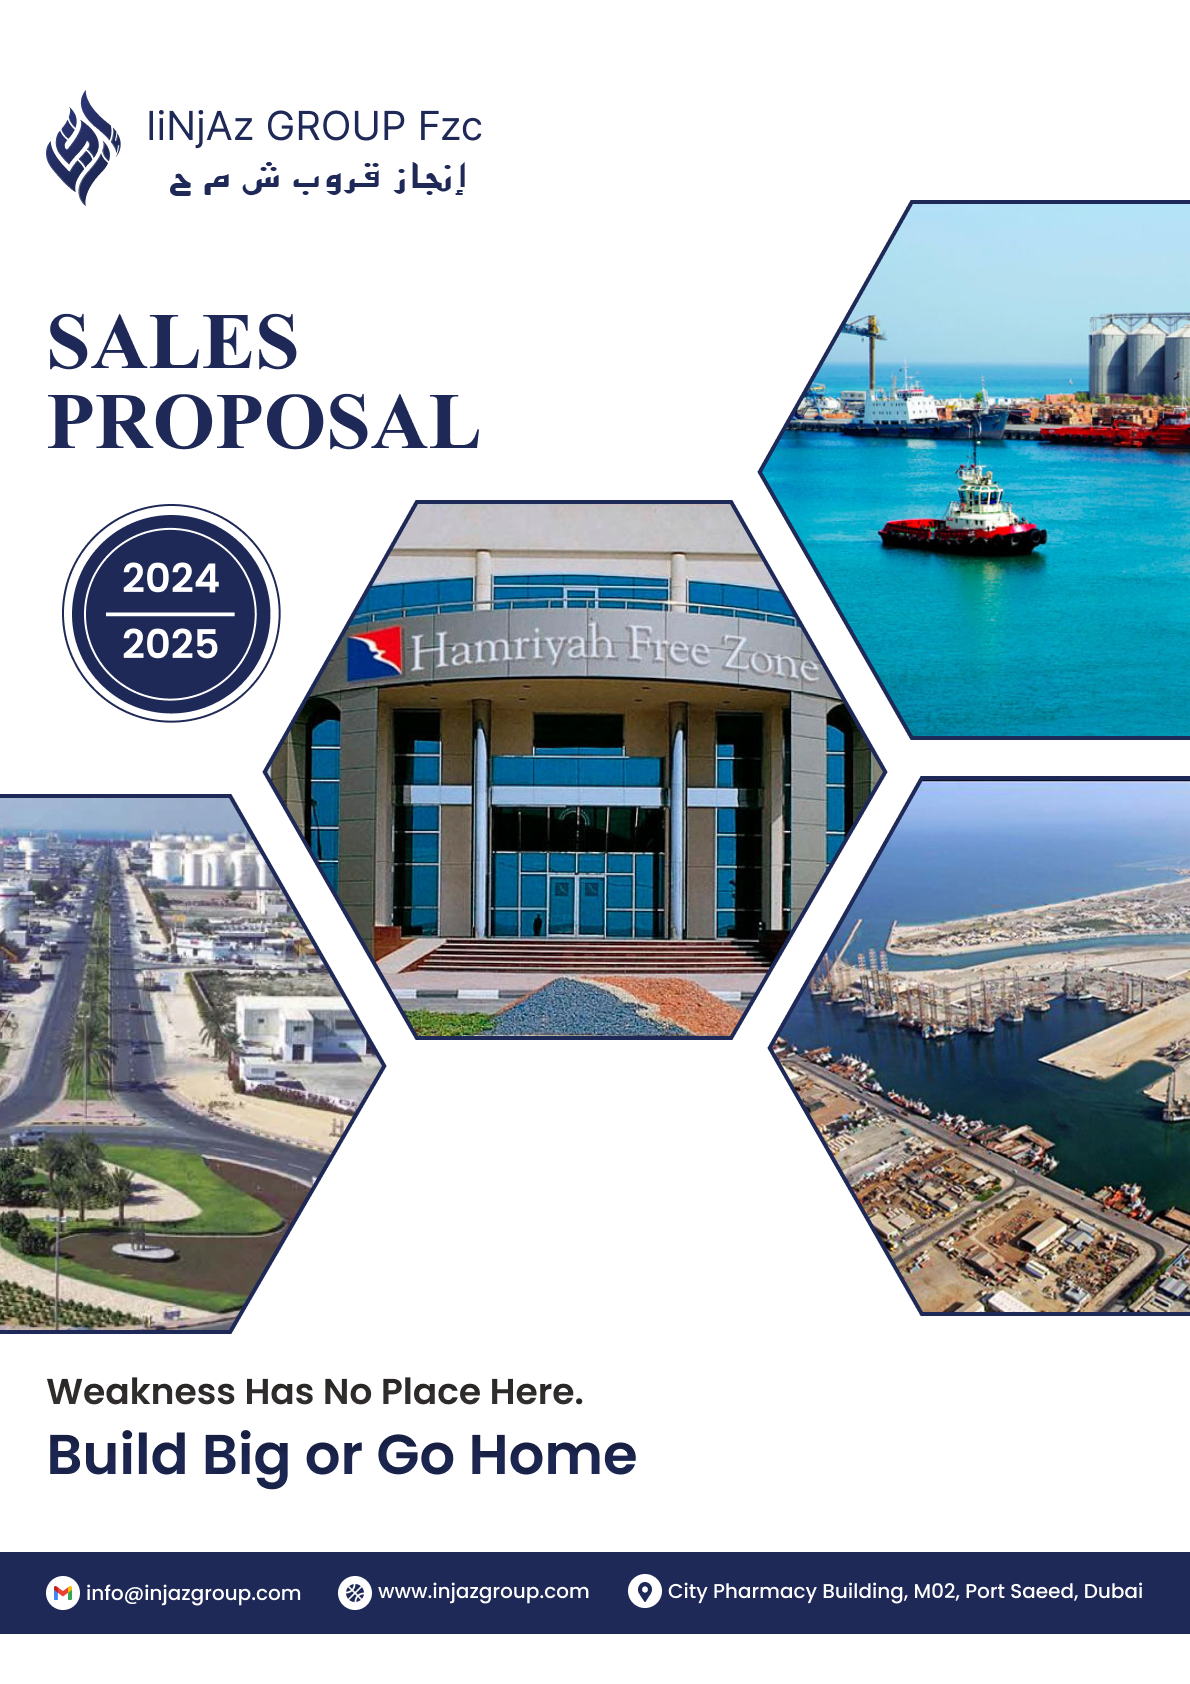 IiNjAz GROUP Fzc
إنجاز قروب ش م ح
SALES
PROPOSAL
2024
2025
Hamriyah Free Zone
Weakness Has No Place Here.
Build Big or Go Home
info@injazgroup.com
www.injazgroup.com
City Pharmacy Building, M02, Port Saeed, Dubai